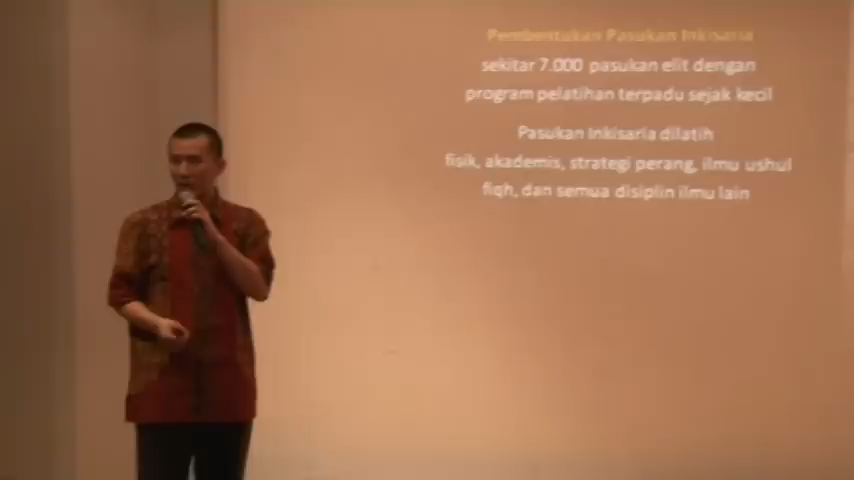 Pembentukan Pasukan Inkisaria
sekitar 7.000 pasukan elit dengan
program pelatihan terpadu sejak kecil
Pasukan Inkisaria dilatih
fisik, akademis, strategi perang, ilmu ushul
fiqh, dan semua disiplin ilmu lain